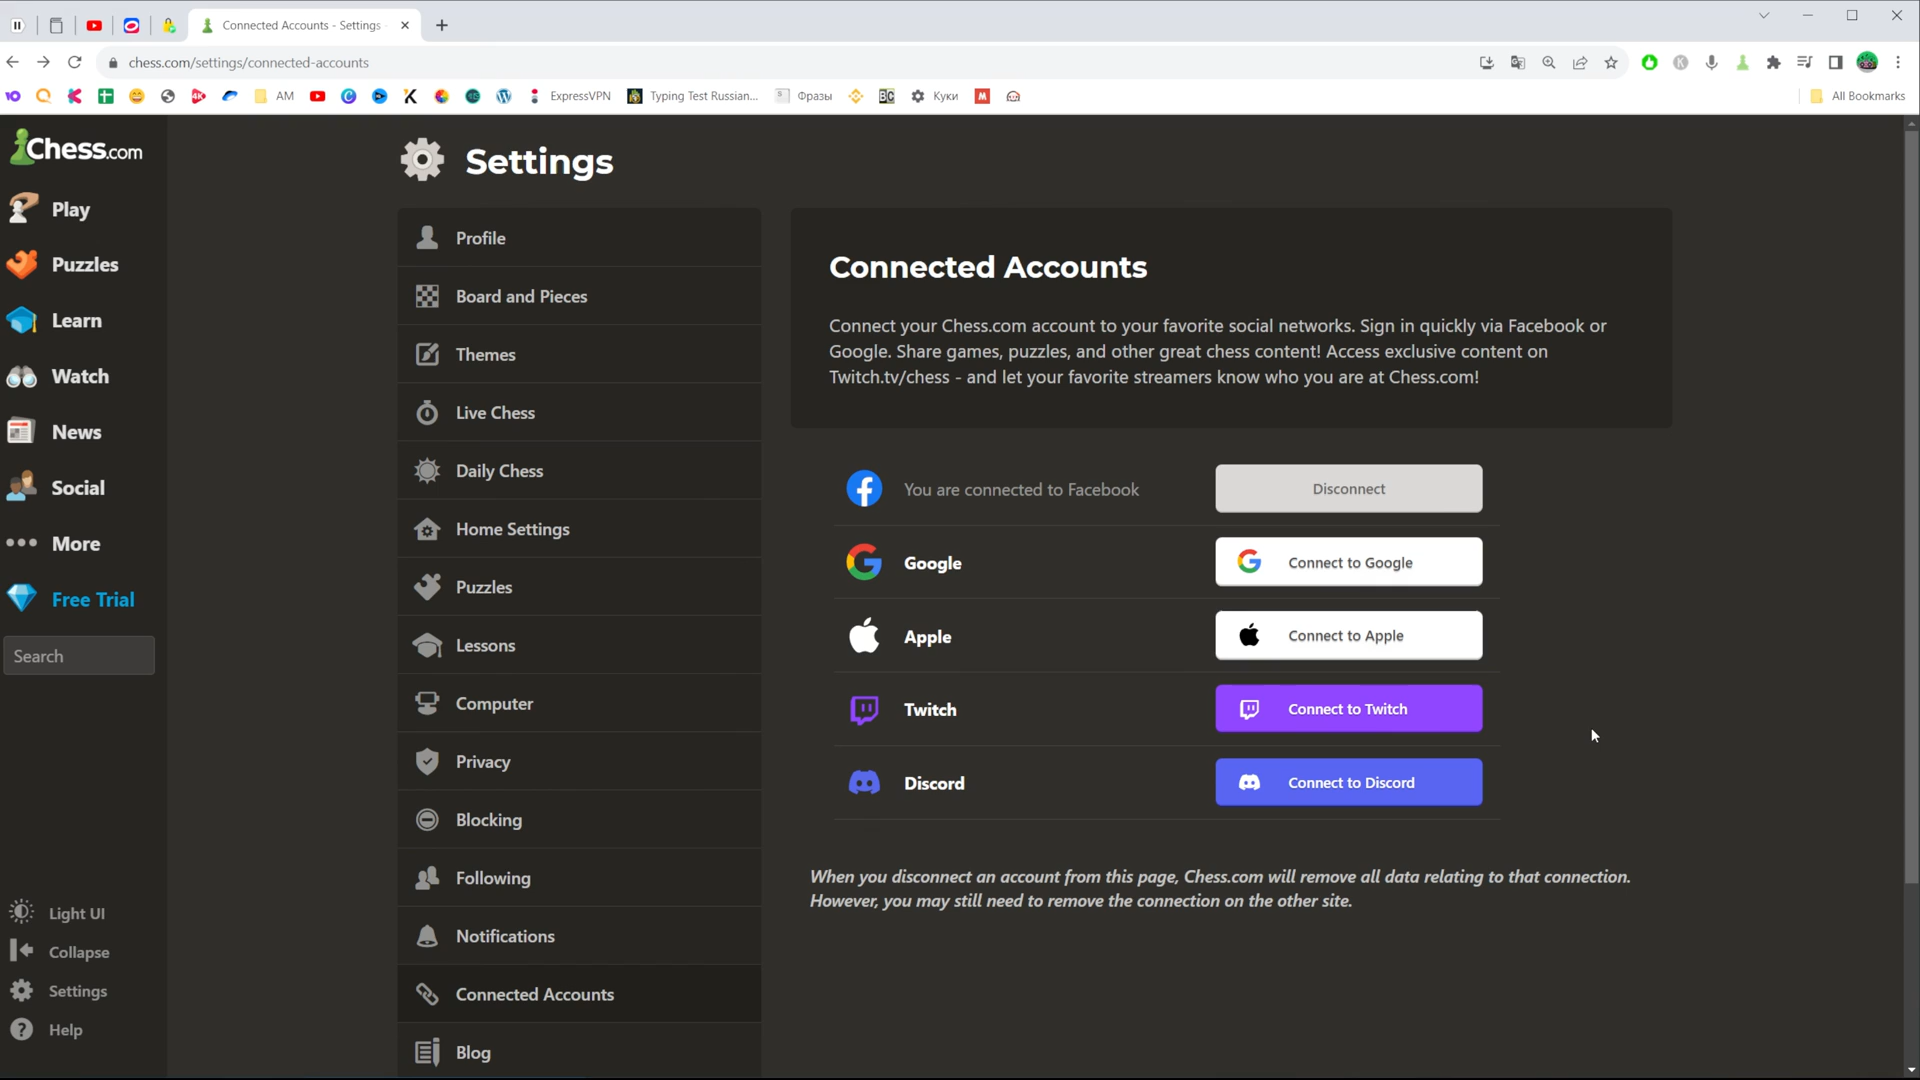 Connected Accounts - Settings
chess.com/settings/connected-accounts
AM
ExpressVPN
Typing Test Russian...
Фразы
BC
Куки
All Bookmarks
Chess.com
Play
Puzzles
Learn
Watch
News
Social
More
Free Trial
Search
Light UI
Collapse
Settings
Help
Settings
Profile
Board and Pieces
Themes
Live Chess
Daily Chess
Home Settings
Puzzles
Lessons
Computer
Privacy
Blocking
Following
Notifications
Connected Accounts
Blog
Connected Accounts
Connect your Chess.com account to your favorite social networks. Sign in quickly via Facebook or
Google. Share games, puzzles, and other great chess content! Access exclusive content on
Twitch.tv/chess - and let your favorite streamers know who you are at Chess.com!
You are connected to Facebook
Disconnect
Google
Connect to Google
Apple
Connect to Apple
Twitch
Connect to Twitch
Discord
Connect to Discord
When you disconnect an account from this page, Chess.com will remove all data relating to that connection.
However, you may still need to remove the connection on the other site.